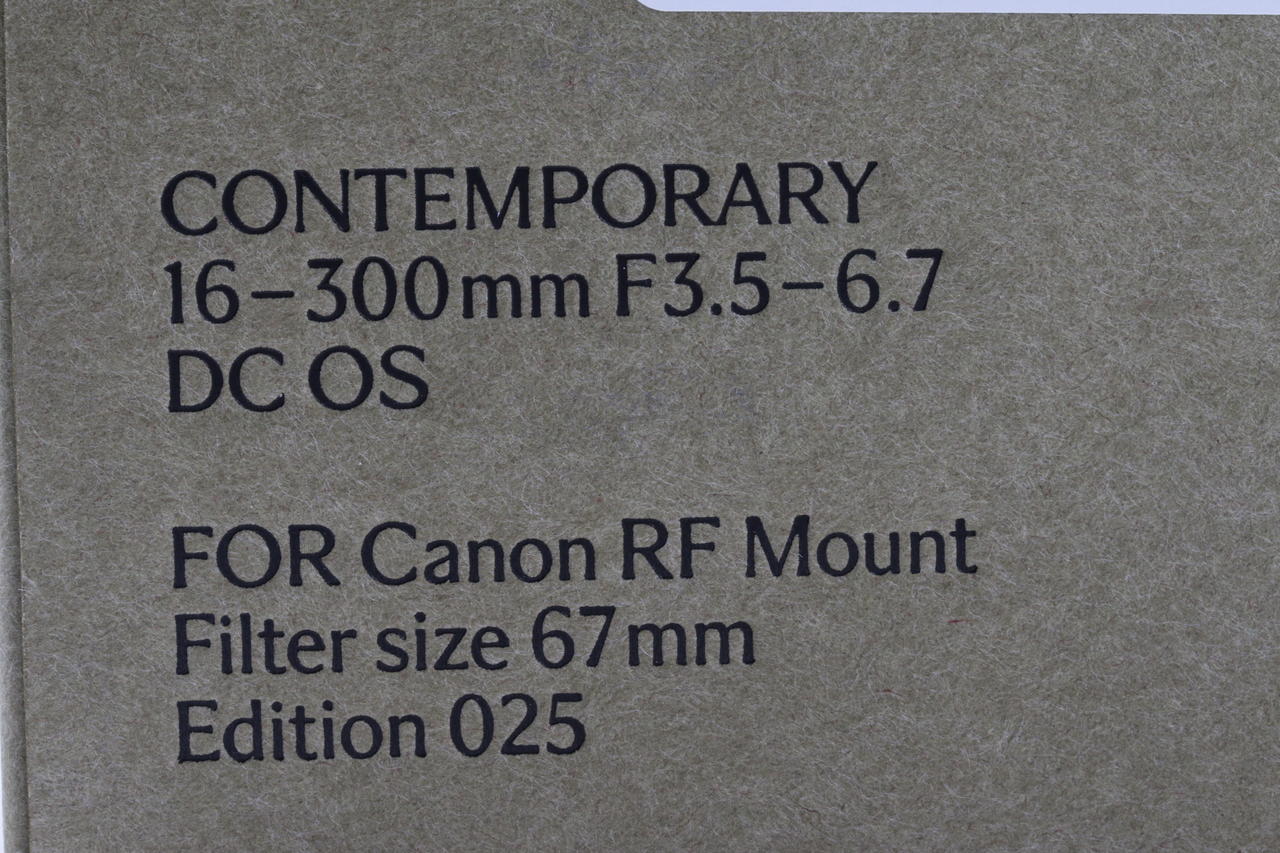 CONTEMPORARY
16–300mm F3.5–6.7
DC OS
FOR Canon RF Mount
Filter size 67mm
Edition 025